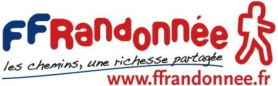 FFRandonnée
les chemins, une richesse partagée
www.ffrandonnee.fr